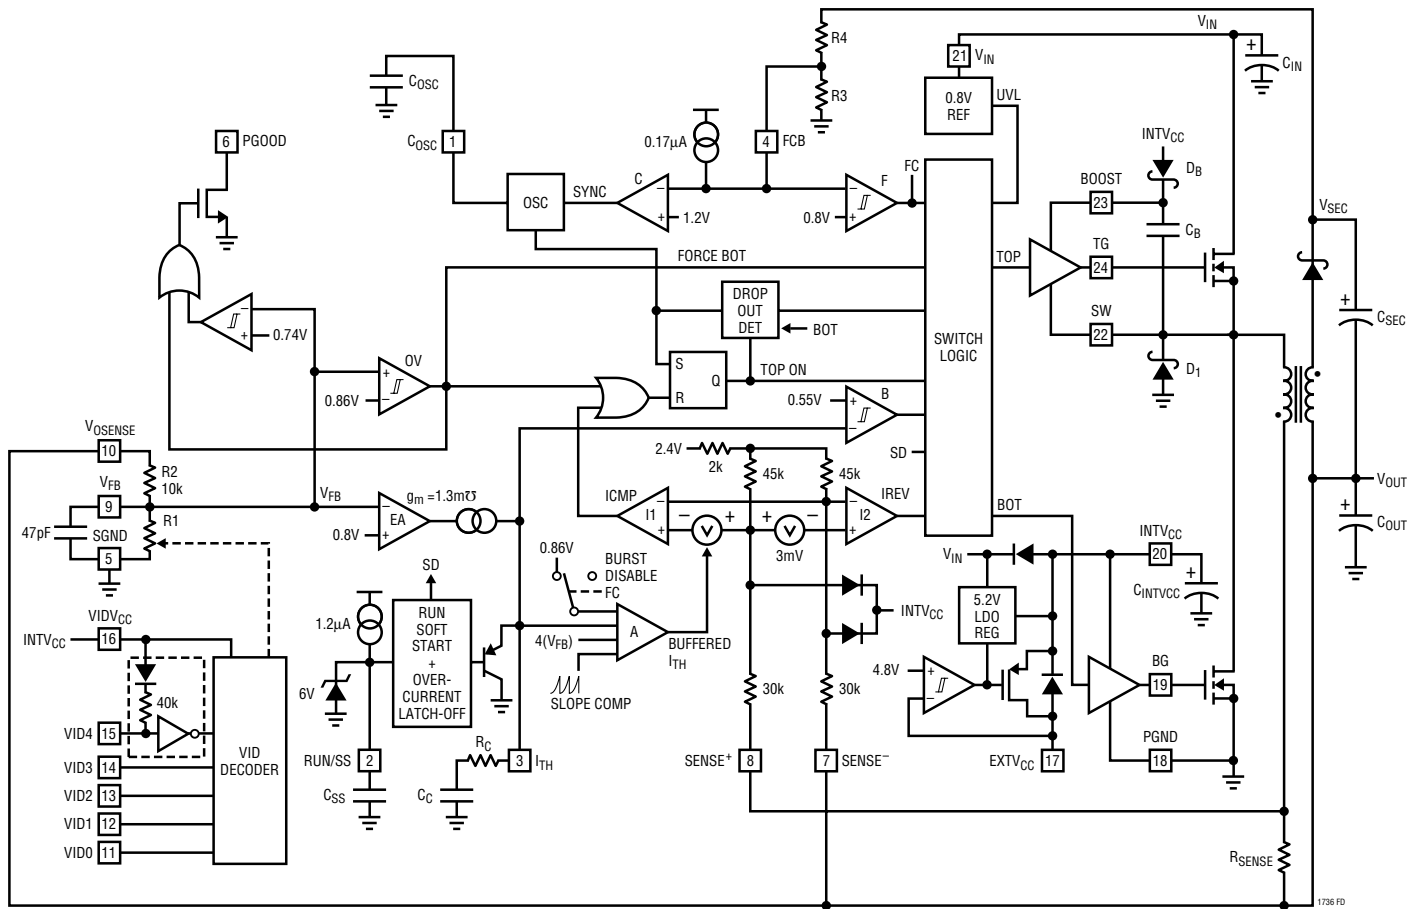 VIN
R4
21 VIN
+
CIN
COSC
R3
0.8V
REF
UVL
INTVCC
6 PGOOD
COSC 1
0.17µA
4 FCB
DB
FC
BOOST
C
–
–
F
23
VSEC
OSC
SYNC
+
1.2V
0.8V
+
CB
FORCE BOT
TOP
TG
24
DROP
OUT
DET
–
+
0.74V
SW
22
+
CSEC
BOT
SWITCH
LOGIC
OV
+
–
0.86V
S
R
Q
TOP ON
D1
B
0.55V
+
–
VOSENSE
10
2.4V
2k
SD
R2
10k
45k
45k
VFB
9
VFB
gm =1.3m℧
ICMP
IREV
VOUT
–
EA
+
0.8V
–
I1
+
–
V
+
+
V
–
–
I2
+
BOT
R1
COUT
+
47pF
SGND
5
3mV
INTVCC
20
0.86V
VIN
SD
BURST
DISABLE
FC
+
CINTVCC
1.2µA
RUN
SOFT
START
+
OVER-
CURRENT
LATCH-OFF
INTVCC
5.2V
LDO
REG
VIDVCC
INTVCC
16
A
4(VFB)
BUFFERED
ITH
4.8V
+
–
BG
19
6V
SLOPE COMP
30k
30k
40k
VID4 15
VID
DECODER
RC
PGND
18
VID3 14
RUN/SS 2
3 ITH
SENSE+ 8
7 SENSE–
EXTVCC 17
VID2 13
CSS
CC
VID1 12
VID0 11
RSENSE
1736 FD